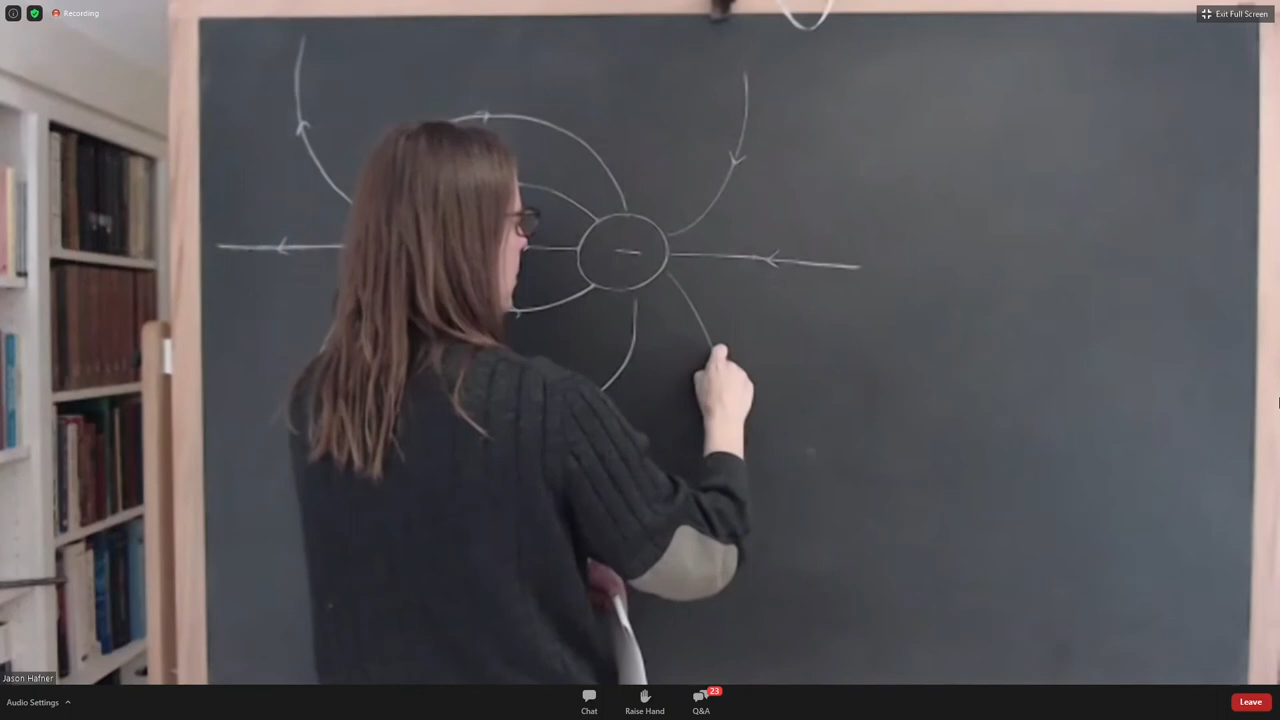 Recording
Exit Full Screen
−
Jason Hafner
Audio Settings
Chat
Raise Hand
23
Q&A
Leave